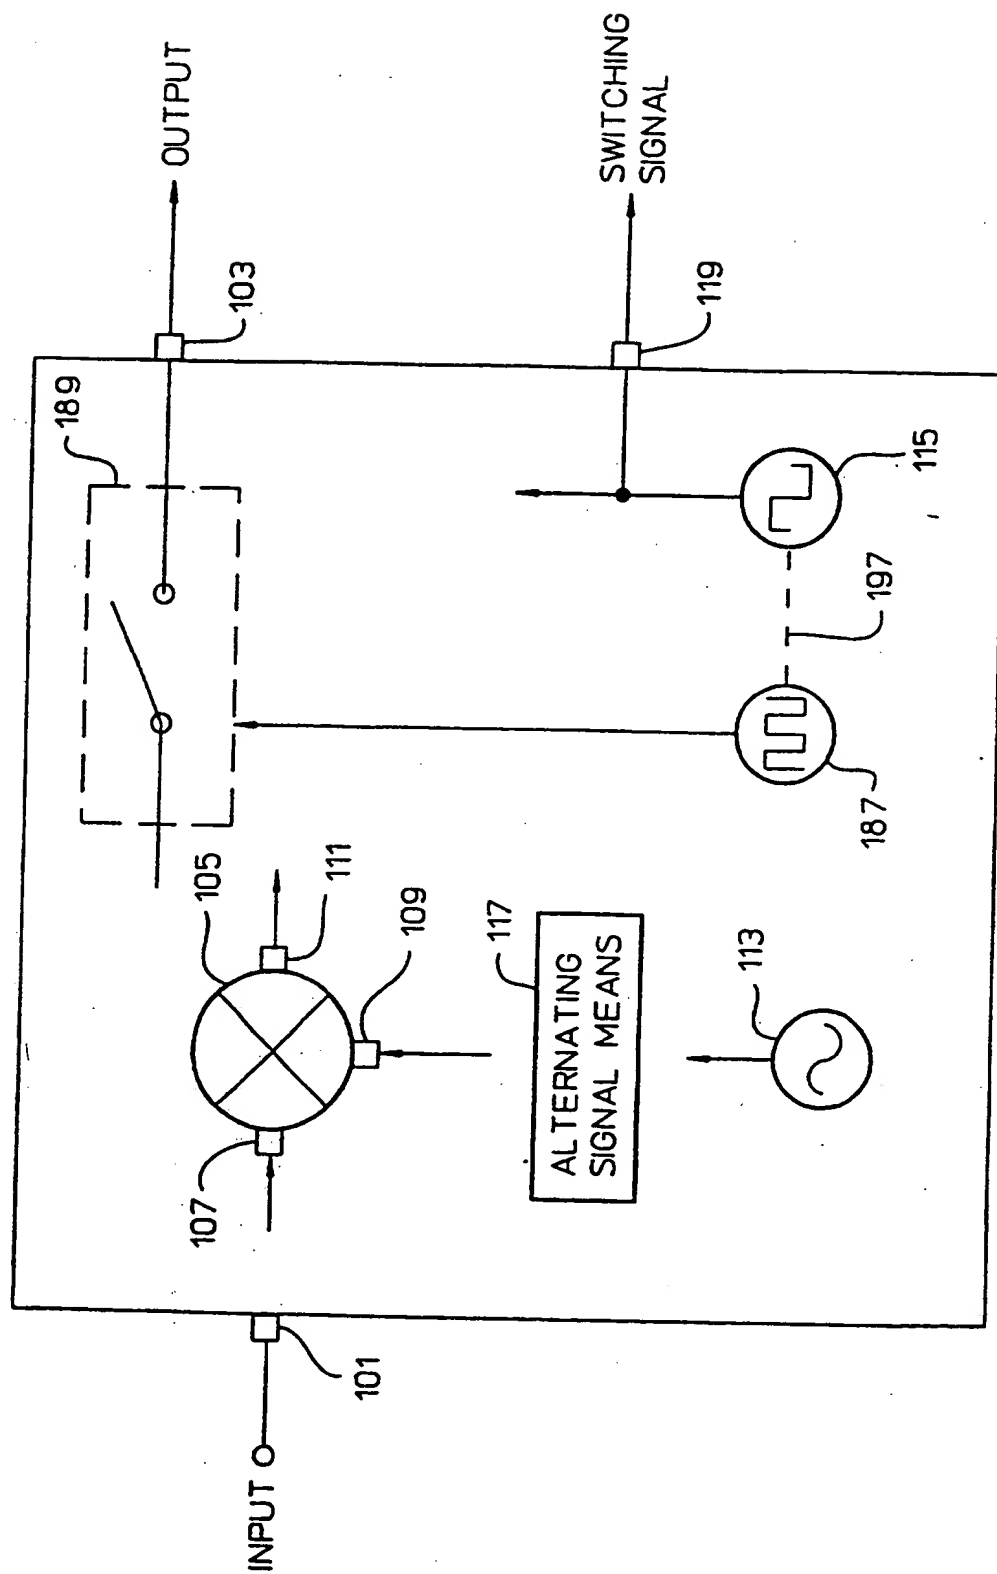 INPUT
101
107
105
111
109
117
ALTERNATING
SIGNAL MEANS
113
189
103
OUTPUT
187
197
115
119
SWITCHING
SIGNAL